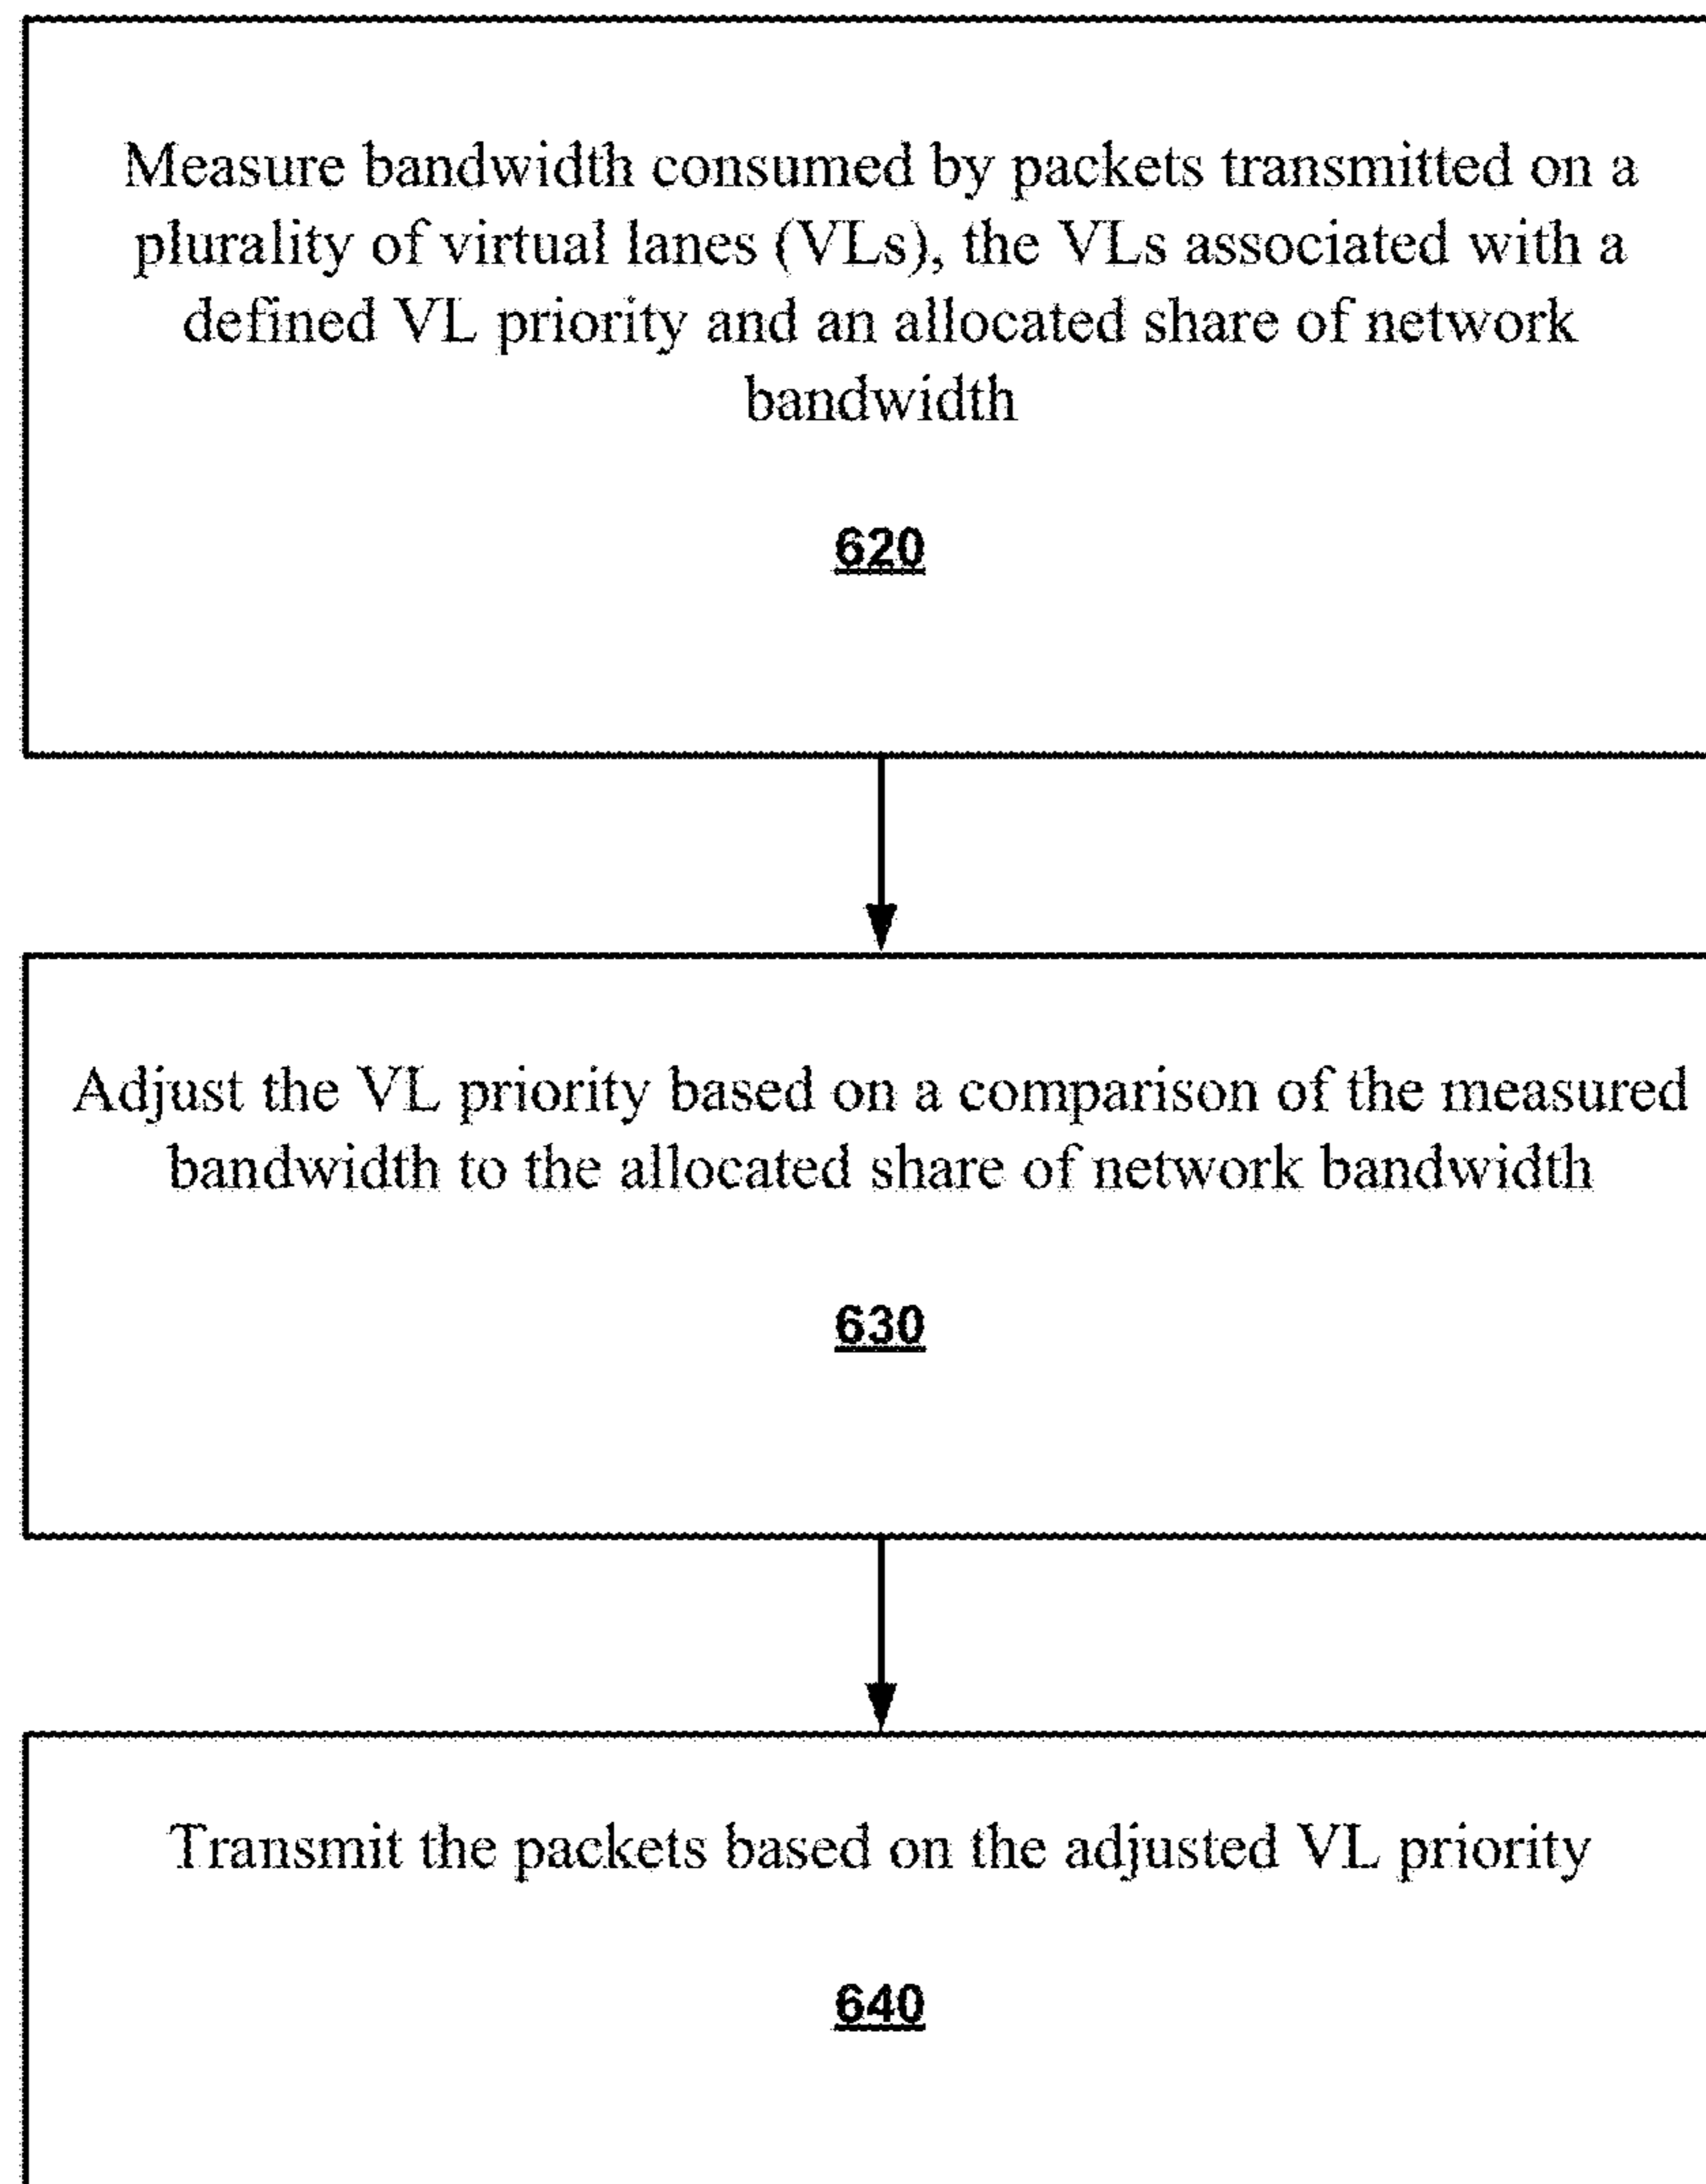 Measure bandwidth consumed by packets transmitted on a
plurality of virtual lanes (VLs), the VLs associated with a
defined VL priority and an allocated share of network
bandwidth
620
Adjust the VL priority based on a comparison of the measured
bandwidth to the allocated share of network bandwidth
630
Transmit the packets based on the adjusted VL priority
640